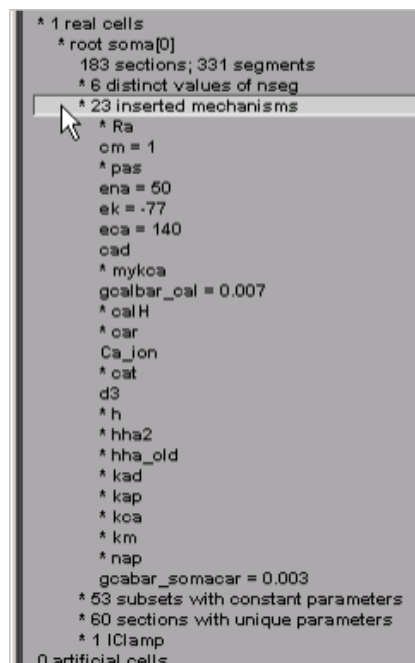 * 1 real cells
* root soma[0]
183 sections; 331 segments
* 6 distinct values of nseg
* 23 inserted mechanisms
* Ra
cm = 1
* pas
ena = 50
ek = -77
eca = 140
cad
* mykca
gcalbar_cal = 0.007
* calH
* car
Ca_ion
* cat
d3
* h
* hha2
* hha_old
* kad
* kap
* kca
* km
* nap
gcabar_somacar = 0.003
* 53 subsets with constant parameters
* 60 sections with unique parameters
* 1 IClamp
0 artificial cells